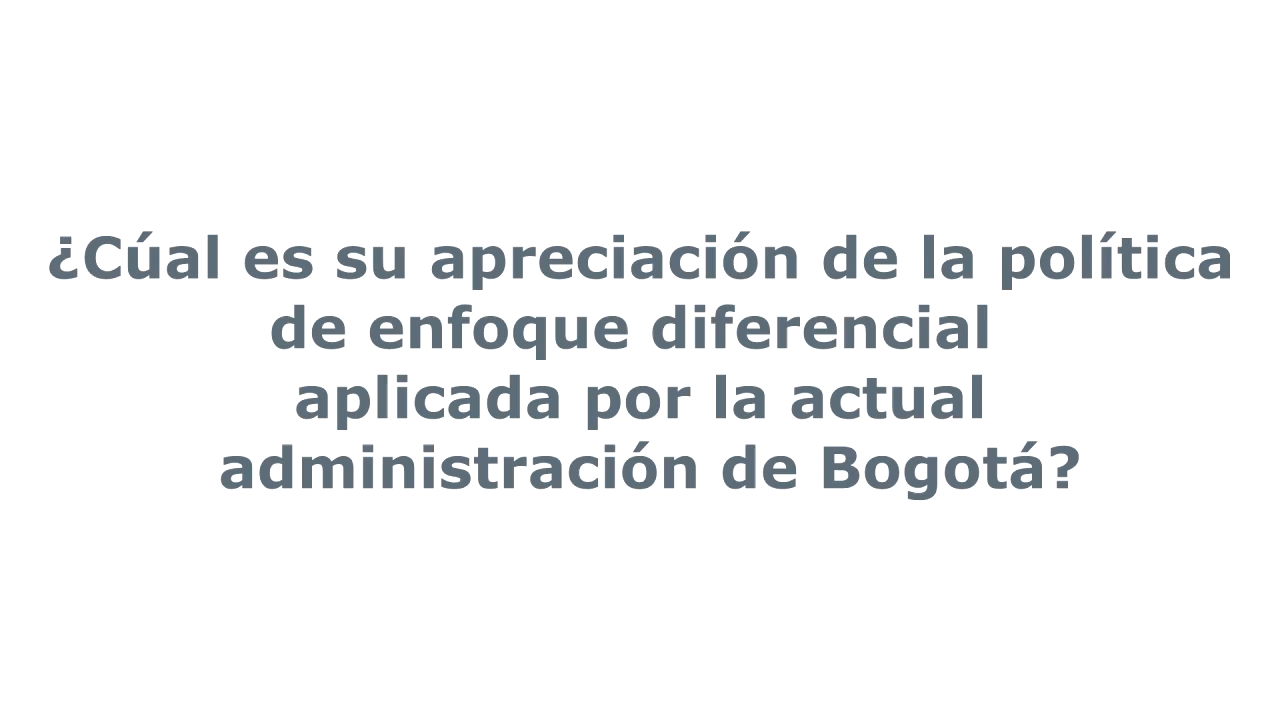 ¿Cúal es su apreciación de la política
de enfoque diferencial
aplicada por la actual
administración de Bogotá?